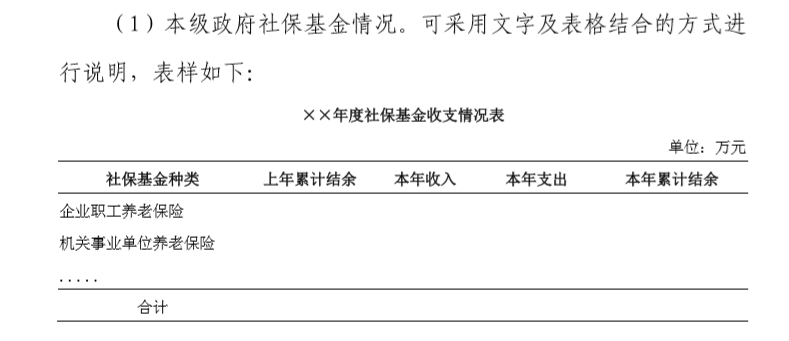 （1）本级政府社保基金情况。可采用文字及表格结合的方式进
行说明，表样如下：
××年度社保基金收支情况表
单位：万元
社保基金种类 上年累计结余 本年收入 本年支出 本年累计结余
企业职工养老保险
机关事业单位养老保险
.....
合计